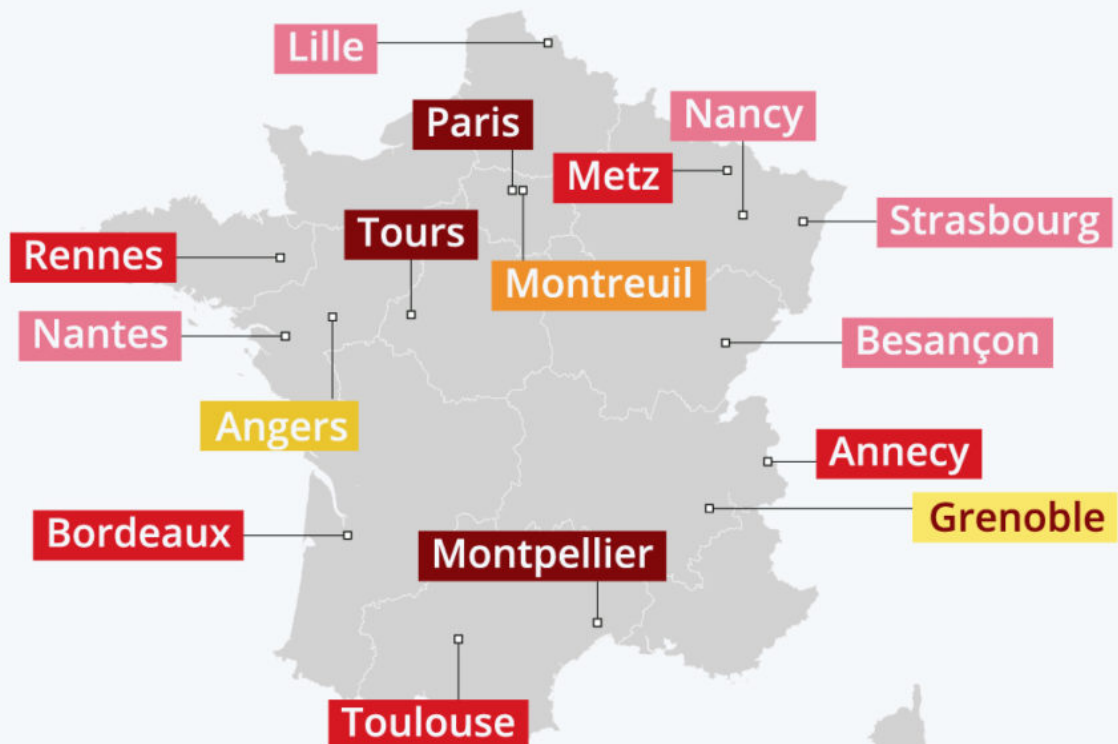 Lille
Paris
Nancy
Metz
Strasbourg
Tours
Rennes
Montreuil
Nantes
Besançon
Angers
Annecy
Grenoble
Bordeaux
Montpellier
Toulouse